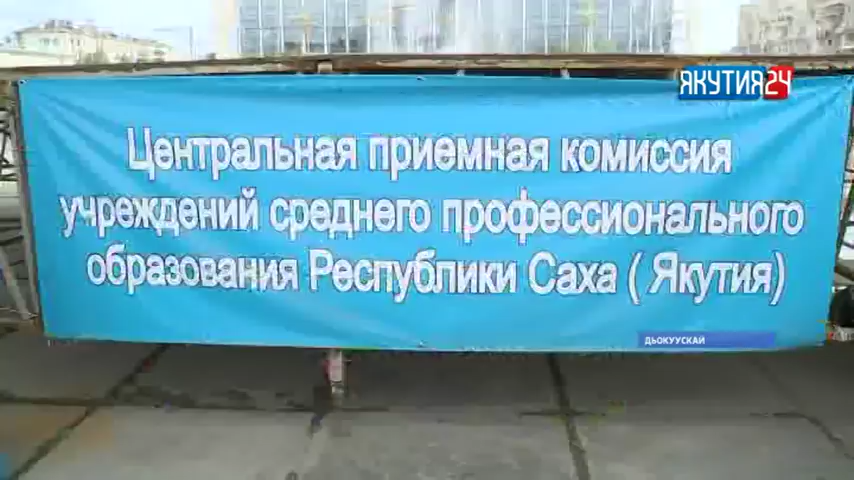 ЯКУТИЯ24
Центральная приемная комиссия
учреждений среднего профессионального
образования Республики Саха ( Якутия)
ДЬОКУУСКАЙ